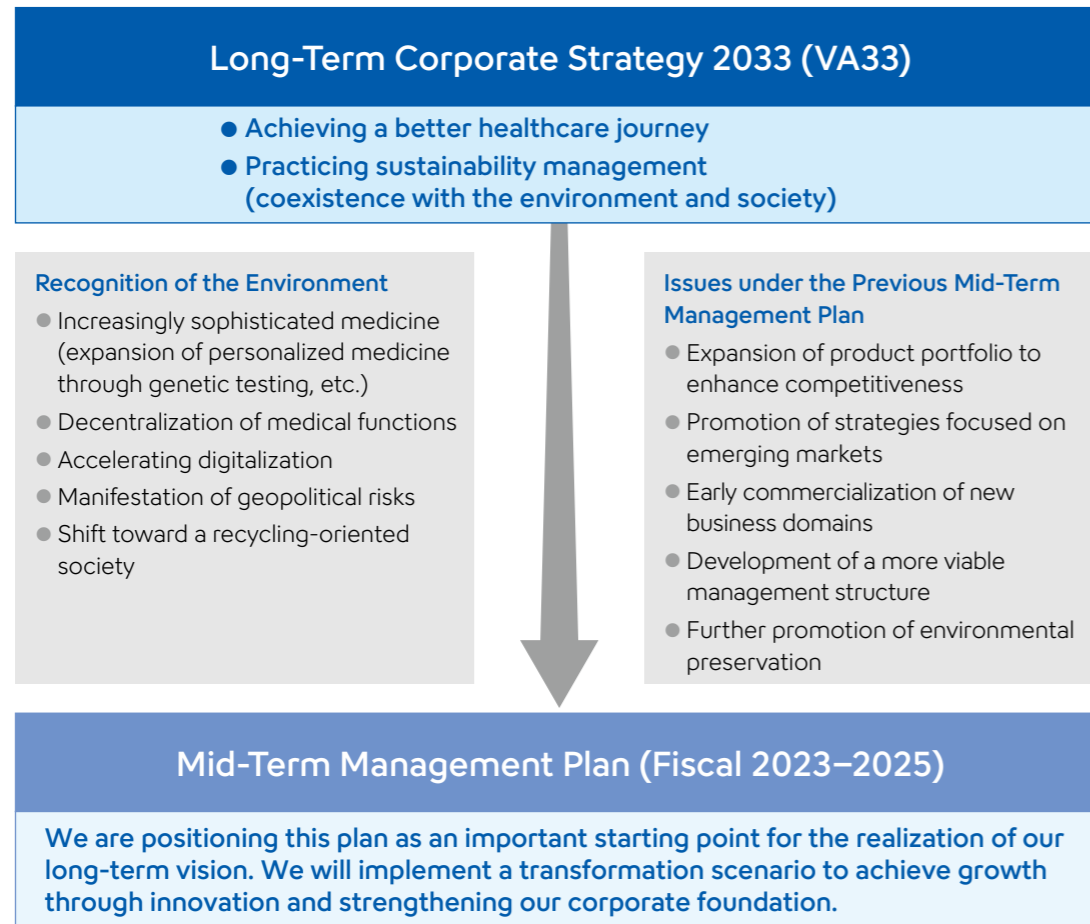 Long-Term Corporate Strategy 2033 (VA33)
● Achieving a better healthcare journey
● Practicing sustainability management
(coexistence with the environment and society)
Recognition of the Environment
● Increasingly sophisticated medicine
(expansion of personalized medicine
through genetic testing, etc.)
● Decentralization of medical functions
● Accelerating digitalization
● Manifestation of geopolitical risks
● Shift toward a recycling-oriented
society
Issues under the Previous Mid-Term
Management Plan
● Expansion of product portfolio to
enhance competitiveness
● Promotion of strategies focused on
emerging markets
● Early commercialization of new
business domains
● Development of a more viable
management structure
● Further promotion of environmental
preservation
Mid-Term Management Plan (Fiscal 2023–2025)
We are positioning this plan as an important starting point for the realization of our
long-term vision. We will implement a transformation scenario to achieve growth
through innovation and strengthening our corporate foundation.